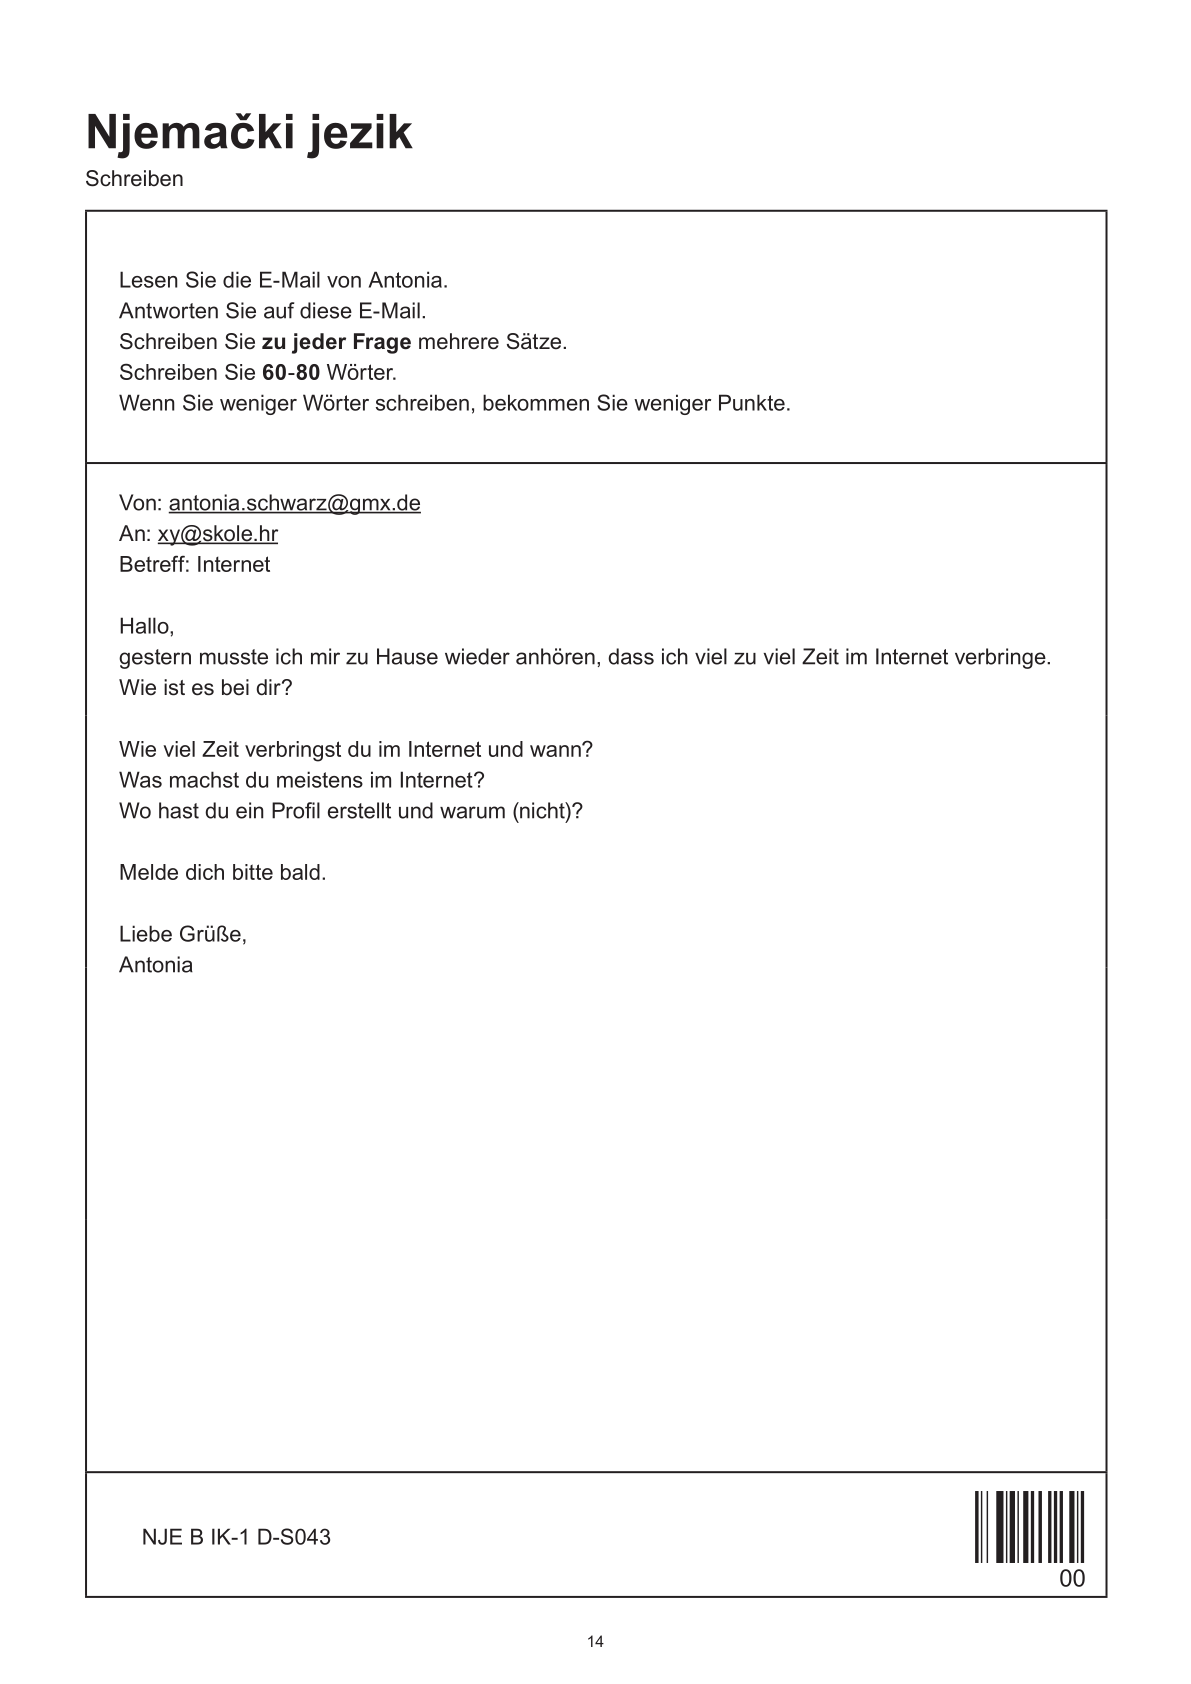 Njemački jezik
Schreiben
Lesen Sie die E-Mail von Antonia.
Antworten Sie auf diese E-Mail.
Schreiben Sie zu jeder Frage mehrere Sätze.
Schreiben Sie 60-80 Wörter.
Wenn Sie weniger Wörter schreiben, bekommen Sie weniger Punkte.
Von: antonia.schwarz@gmx.de
An: xy@skole.hr
Betreff: Internet
Hallo,
gestern musste ich mir zu Hause wieder anhören, dass ich viel zu viel Zeit im Internet verbringe.
Wie ist es bei dir?
Wie viel Zeit verbringst du im Internet und wann?
Was machst du meistens im Internet?
Wo hast du ein Profil erstellt und warum (nicht)?
Melde dich bitte bald.
Liebe Grüße,
Antonia
NJE B IK-1 D-S043
00
14